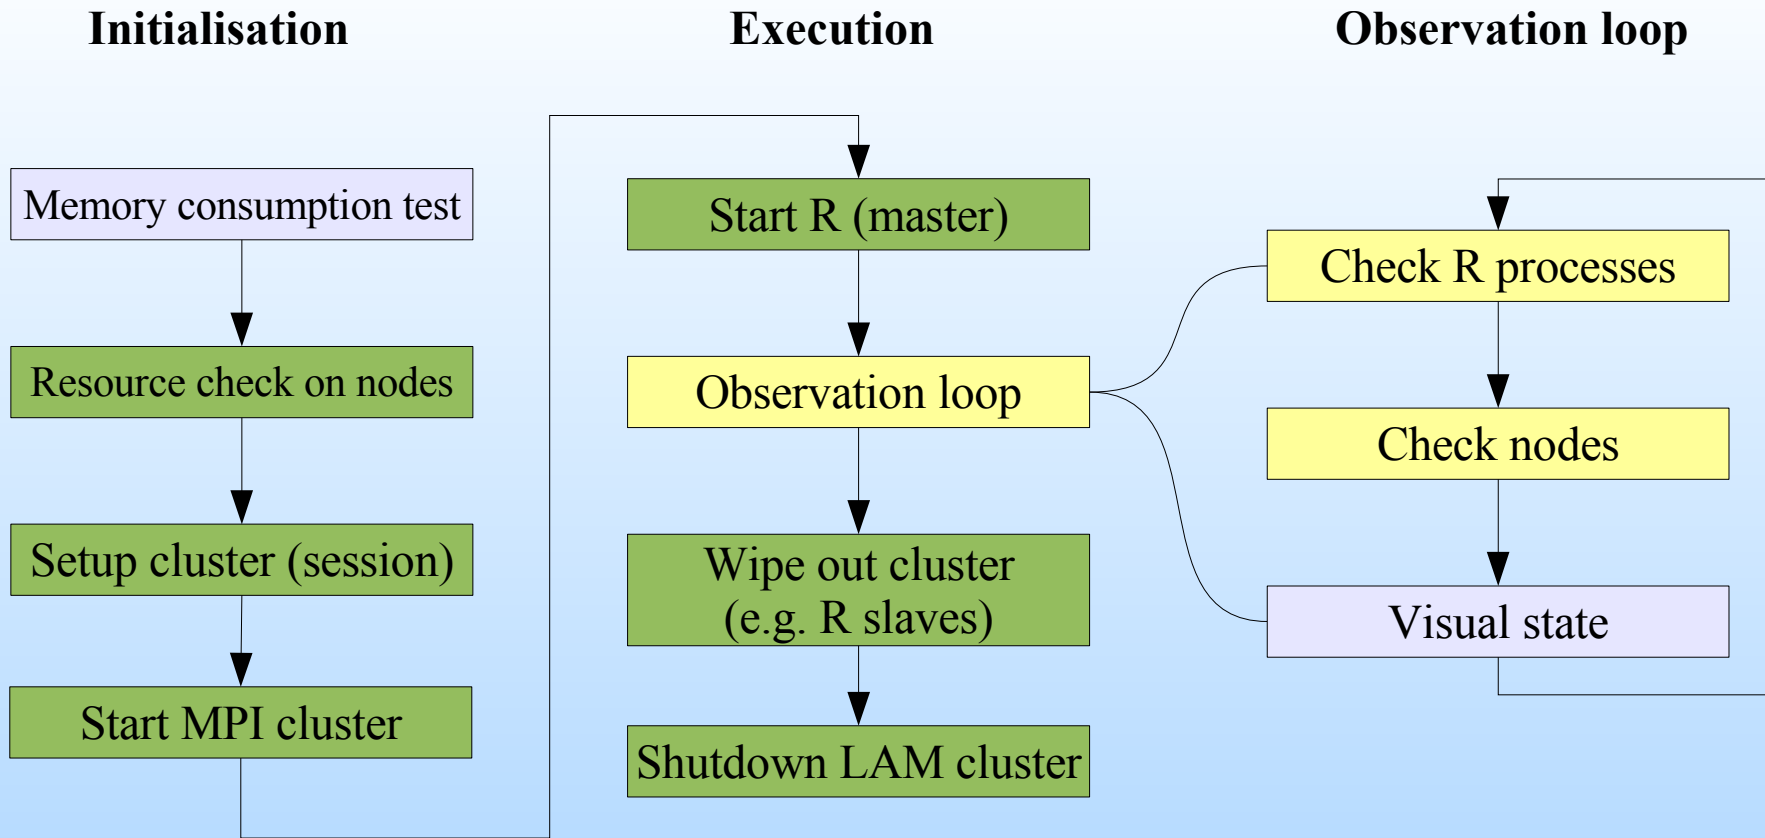 Initialisation
Memory consumption test
Resource check on nodes
Setup cluster (session)
Start MPI cluster
Execution
Start R (master)
Observation loop
Wipe out cluster
(e.g. R slaves)
Shutdown LAM cluster
Observation loop
Check R processes
Check nodes
Visual state